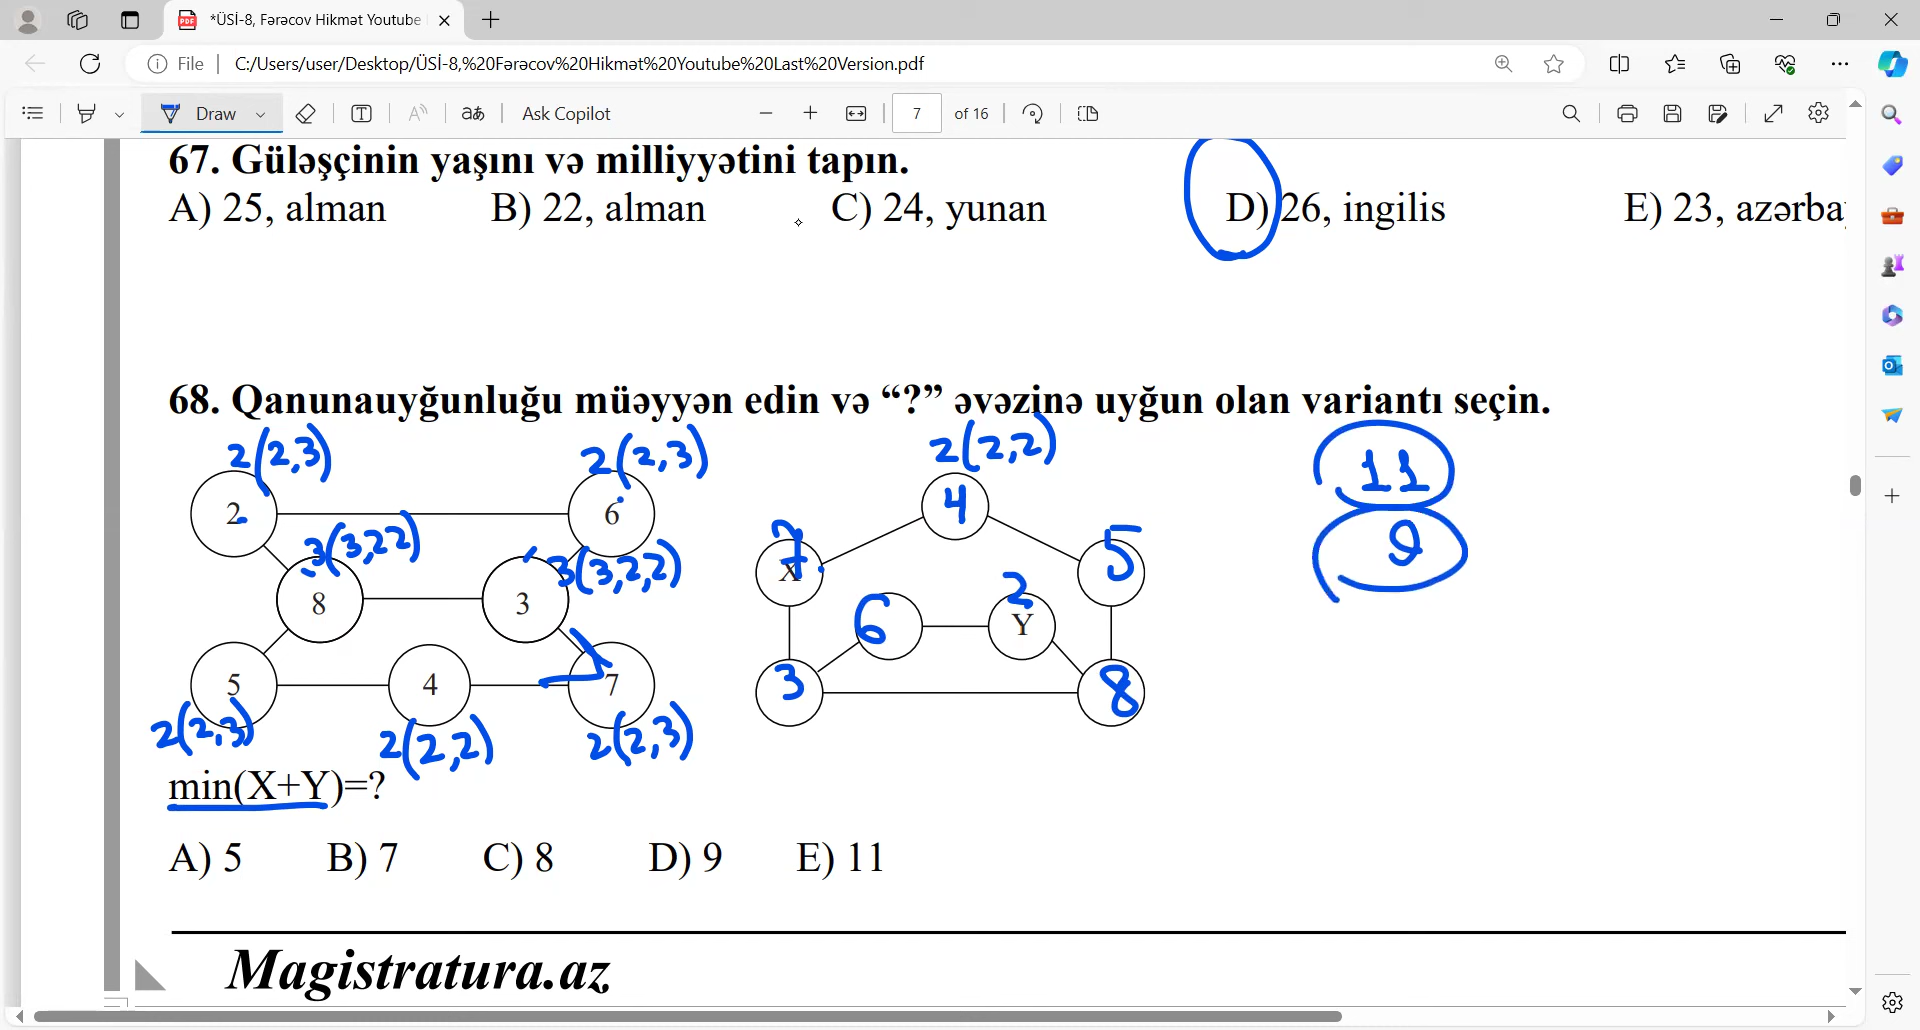 *ÜSİ-8, Fərəcov Hikmət Youtube
File C:/Users/user/Desktop/ÜSİ-8,%20Fərəcov%20Hikmət%20Youtube%20Last%20Version.pdf
Draw Ask Copilot 7 of 16
67. Güləşçinin yaşını və milliyyətini tapın.
A) 25, alman B) 22, alman C) 24, yunan D) 26, ingilis E) 23, azərba
68. Qanunauyğunluğu müəyyən edin və “?” əvəzinə uyğun olan variantı seçin.
2(2,3) 2(2,3) 2(2,2) 11
2 6 4
3(3,22) 3(3,2,2) 7 X 5 9
8 3 6 2 Y
5 4 7 3 8
2(2,3) 2(2,2) 2(2,3)
min(X+Y)=?
A) 5 B) 7 C) 8 D) 9 E) 11
Magistratura.az